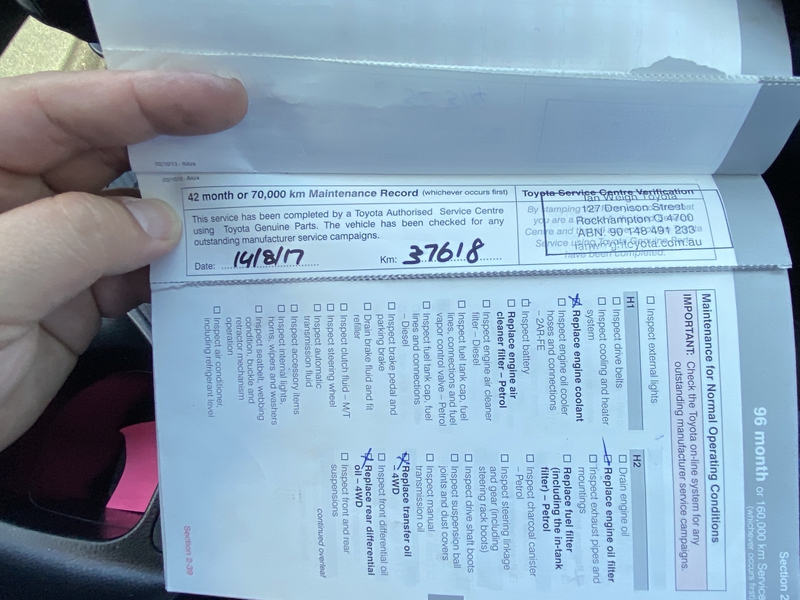 42 month or 70,000 km Maintenance Record (whichever occurs first)
This service has been completed by a Toyota Authorised Service Centre
using Toyota Genuine Parts. The vehicle has been checked for any
outstanding manufacturer service campaigns.
Date: 14/8/17 Km: 37618
Toyota Service Centre Verification
Ian Weigh Toyota
127 Denison Street
Rockhampton Q 4700
ABN. 90 148 491 233
By stamping
you are a
Centre and
Service
have been completed.
Section 2
96 month or 160,000 km Service
(whichever occurs first)
Maintenance for Normal Operating Conditions
IMPORTANT: Check the Toyota on-line system for any
outstanding manufacturer service campaigns.
Inspect external lights
H1
Inspect drive belts
Inspect cooling and heater
system
Replace engine coolant
Inspect engine oil cooler
hoses and connections
– 2AR-FE
Inspect battery
Replace engine air
cleaner filter – Petrol
Inspect engine air cleaner
filter – Diesel
Inspect fuel tank cap, fuel
lines, connections and fuel
vapor control valve – Petrol
Inspect fuel tank cap, fuel
lines and connections
– Diesel
Inspect brake pedal and
parking brake
Drain brake fluid and fit
refiller
Inspect clutch fluid – M/T
Inspect steering wheel
Inspect automatic
transmission fluid
Inspect accessory items
Inspect internal lights,
horns, wipers and washers
Inspect seatbelt, webbing
condition, buckle and
retractor mechanism
operation
Inspect air conditioner,
including refrigerant level
H2
Drain engine oil
Replace engine oil filter
Inspect exhaust pipes and
mountings
Replace fuel filter
(including the in-tank
filter) – Petrol
Inspect charcoal canister
– Petrol
Inspect steering linkage
and gear (including
steering rack boots)
Inspect drive shaft boots
Inspect suspension ball
joints and dust covers
Inspect manual
transmission oil
Replace transfer oil
– 4WD
Inspect front differential oil
Replace rear differential
oil – 4WD
Inspect front and rear
suspensions
continued overleaf
Section 2-39